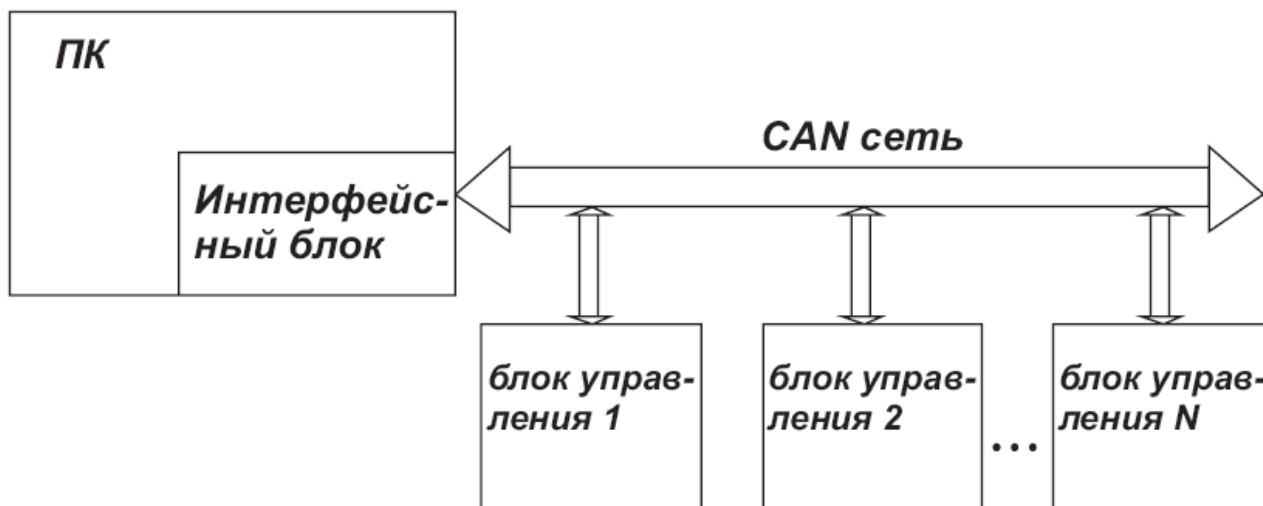 ПК
CAN сеть
Интерфейс-
ный блок
блок управ-
ления 1
блок управ-
ления 2
...
блок управ-
ления N